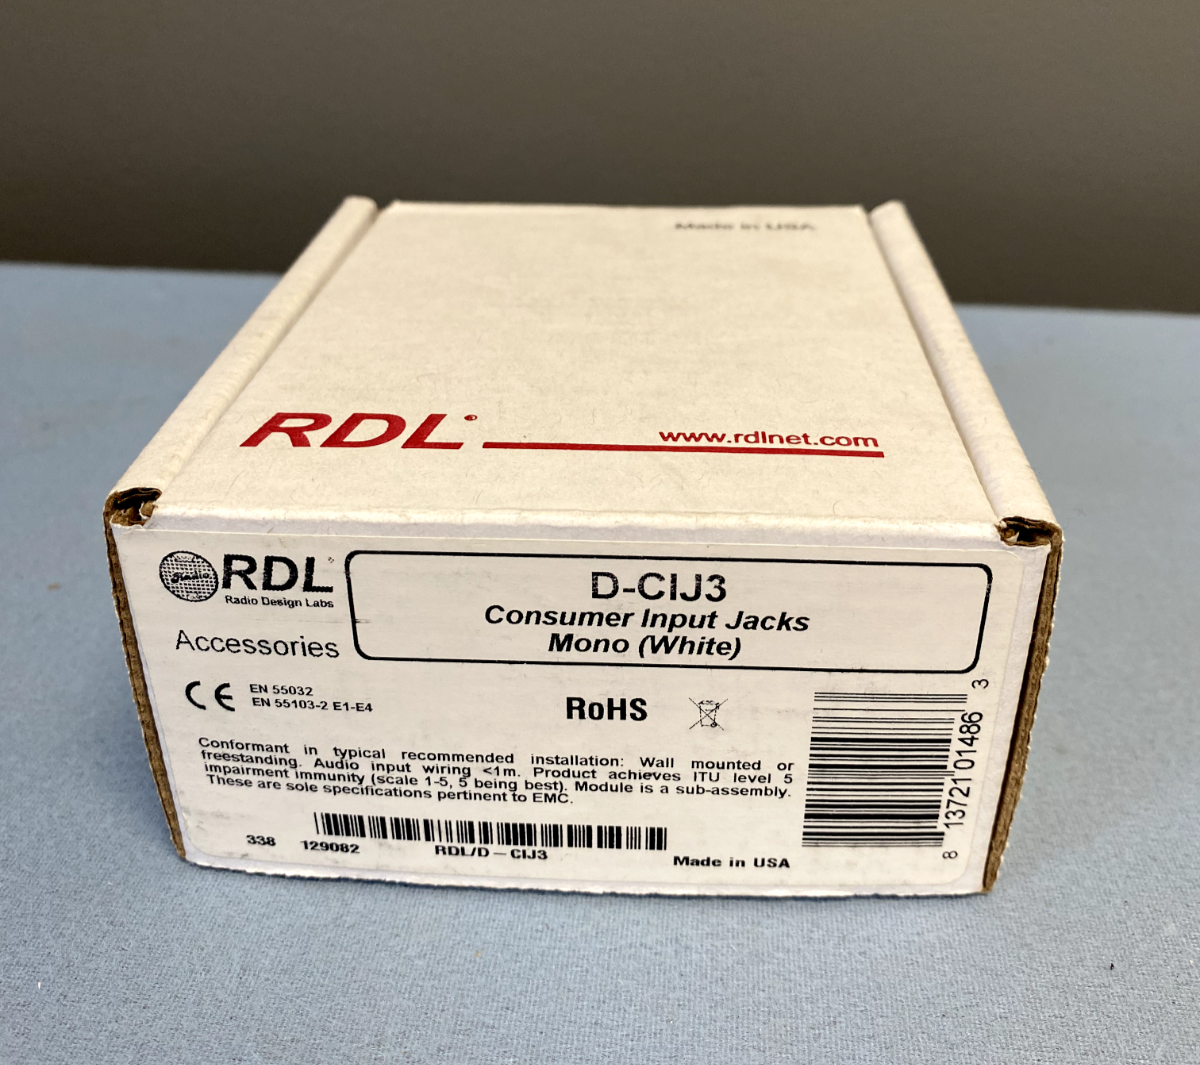 Made in USA
RDL
www.rdlnet.com
Radio
RDL
Radio Design Labs
Accessories
D-CIJ3
Consumer Input Jacks
Mono (White)
CE
EN 55032
EN 55103-2 E1-E4
RoHS
Conformant in typical recommended installation: Wall mounted or
freestanding. Audio input wiring <1m. Product achieves ITU level 5
impairment immunity (scale 1-5, 5 being best). Module is a sub-assembly.
These are sole specifications pertinent to EMC.
338 129082
RDL/D-CIJ3
Made in USA
8 13721 01486 3